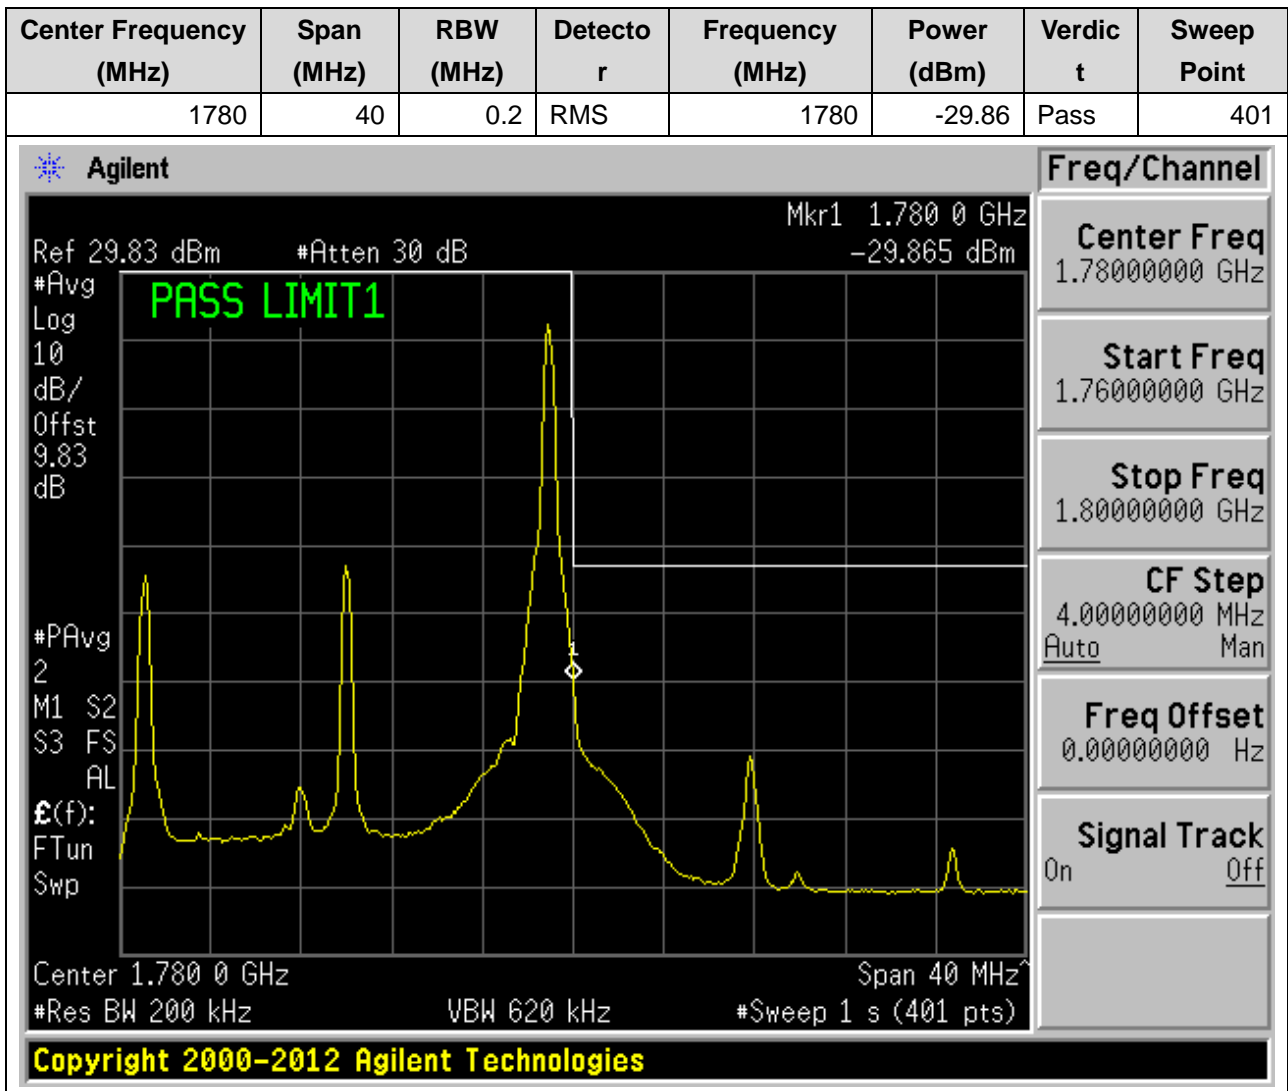 Center Frequency (MHz) Span (MHz) RBW (MHz) Detecto r Frequency (MHz) Power (dBm) Verdic t Sweep Point
1780 40 0.2 RMS 1780 -29.86 Pass 401
Agilent
Freq/Channel
Mkr1 1.780 0 GHz
Ref 29.83 dBm #Atten 30 dB -29.865 dBm
#Avg
Log
10
dB/
Offst
9.83
dB
PASS LIMIT1
1
#PAvg
2
M1 S2
S3 FS
AL
£(f):
FTun
Swp
Center 1.780 0 GHz Span 40 MHz^
#Res BW 200 kHz VBW 620 kHz #Sweep 1 s (401 pts)
Center Freq
1.78000000 GHz
Start Freq
1.76000000 GHz
Stop Freq
1.80000000 GHz
CF Step
4.00000000 MHz
Auto Man
Freq Offset
0.00000000 Hz
Signal Track
On Off
Copyright 2000-2012 Agilent Technologies